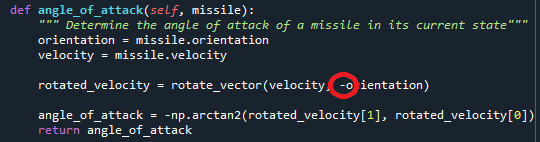 def angle_of_attack(self, missile):
""" Determine the angle of attack of a missile in its current state"""
orientation = missile.orientation
velocity = missile.velocity
rotated_velocity = rotate_vector(velocity, -orientation)
angle_of_attack = -np.arctan2(rotated_velocity[1], rotated_velocity[0])
return angle_of_attack